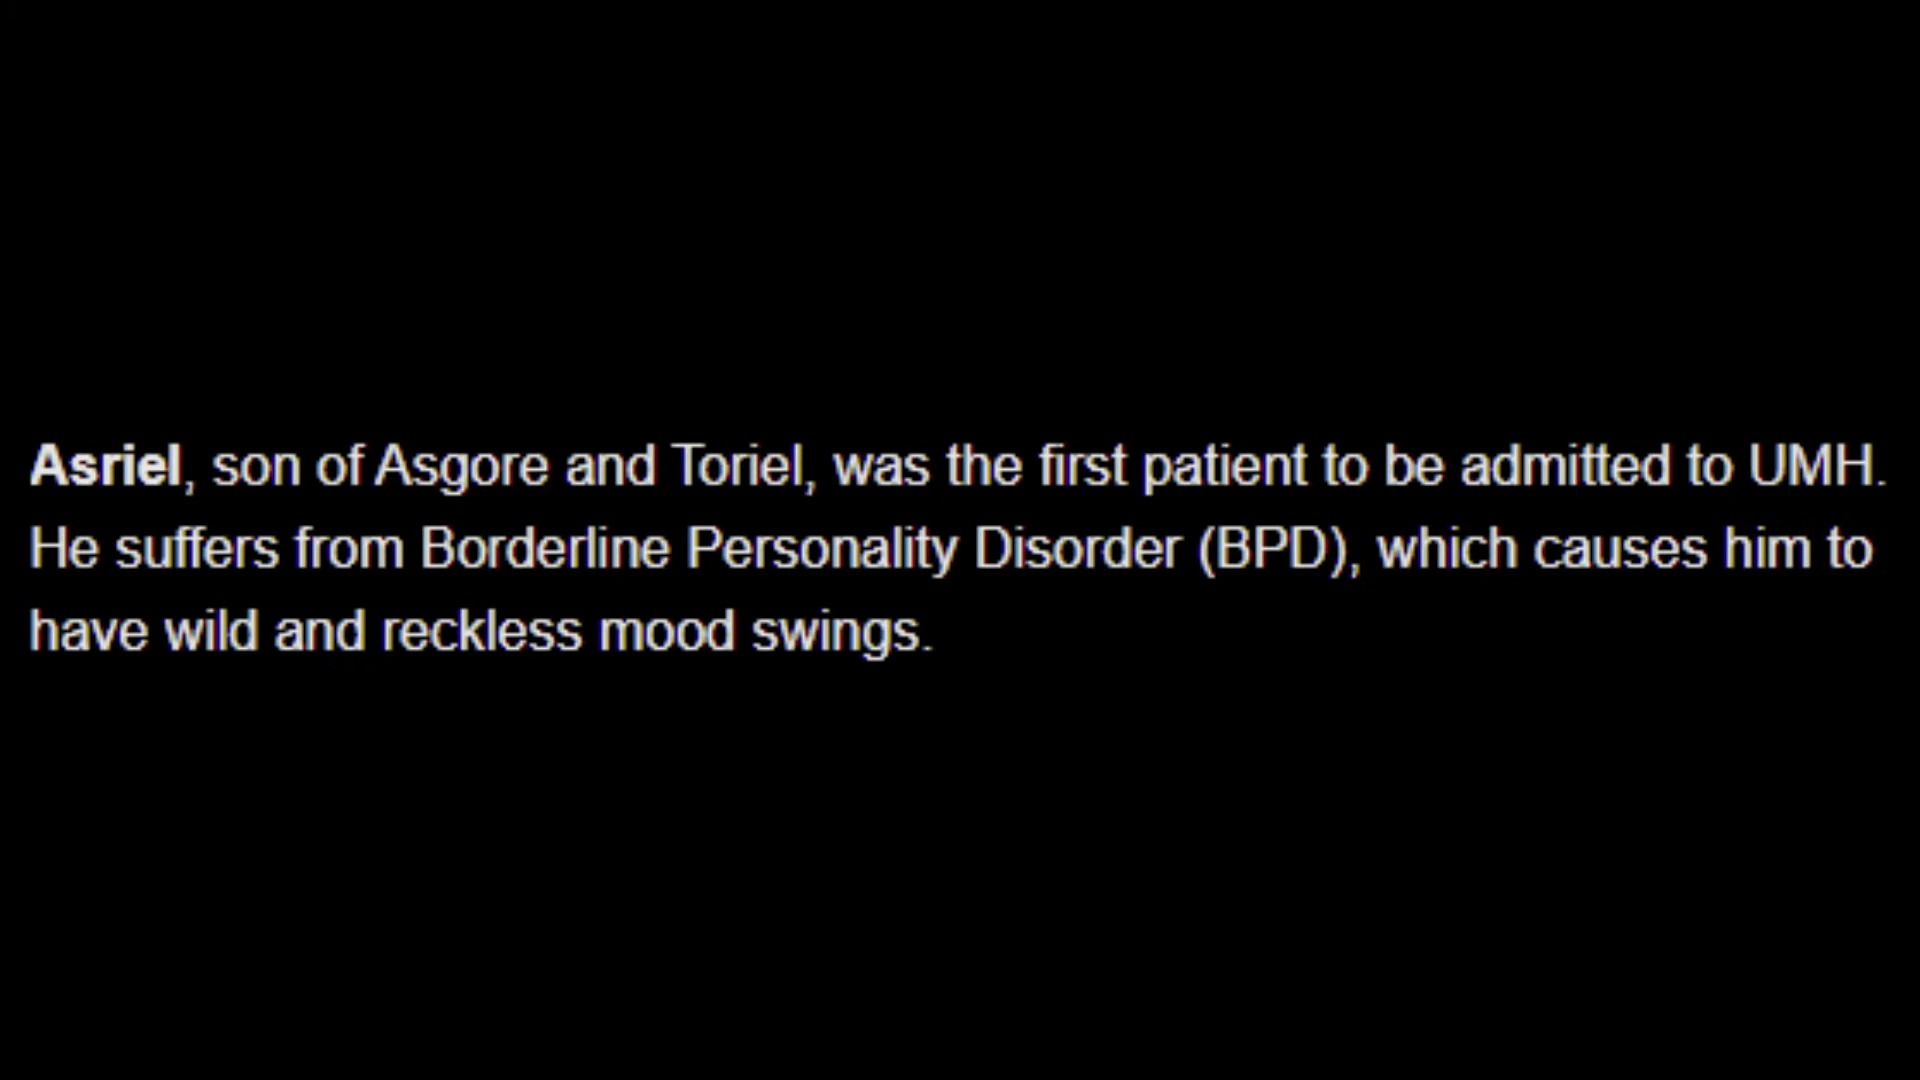 Asriel, son of Asgore and Toriel, was the first patient to be admitted to UMH.
He suffers from Borderline Personality Disorder (BPD), which causes him to
have wild and reckless mood swings.